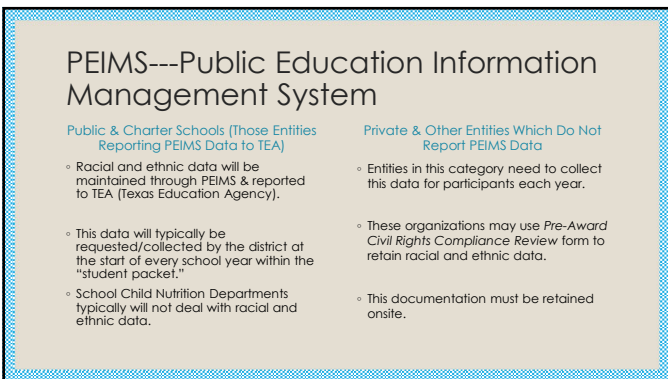 PEIMS---Public Education Information
Management System
Public & Charter Schools (Those Entities
Reporting PEIMS Data to TEA)
◦ Racial and ethnic data will be
maintained through PEIMS & reported
to TEA (Texas Education Agency).
◦ This data will typically be
requested/collected by the district at
the start of every school year within the
“student packet.”
◦ School Child Nutrition Departments
typically will not deal with racial and
ethnic data.
Private & Other Entities Which Do Not
Report PEIMS Data
◦ Entities in this category need to collect
this data for participants each year.
◦ These organizations may use Pre-Award
Civil Rights Compliance Review form to
retain racial and ethnic data.
◦ This documentation must be retained
onsite.